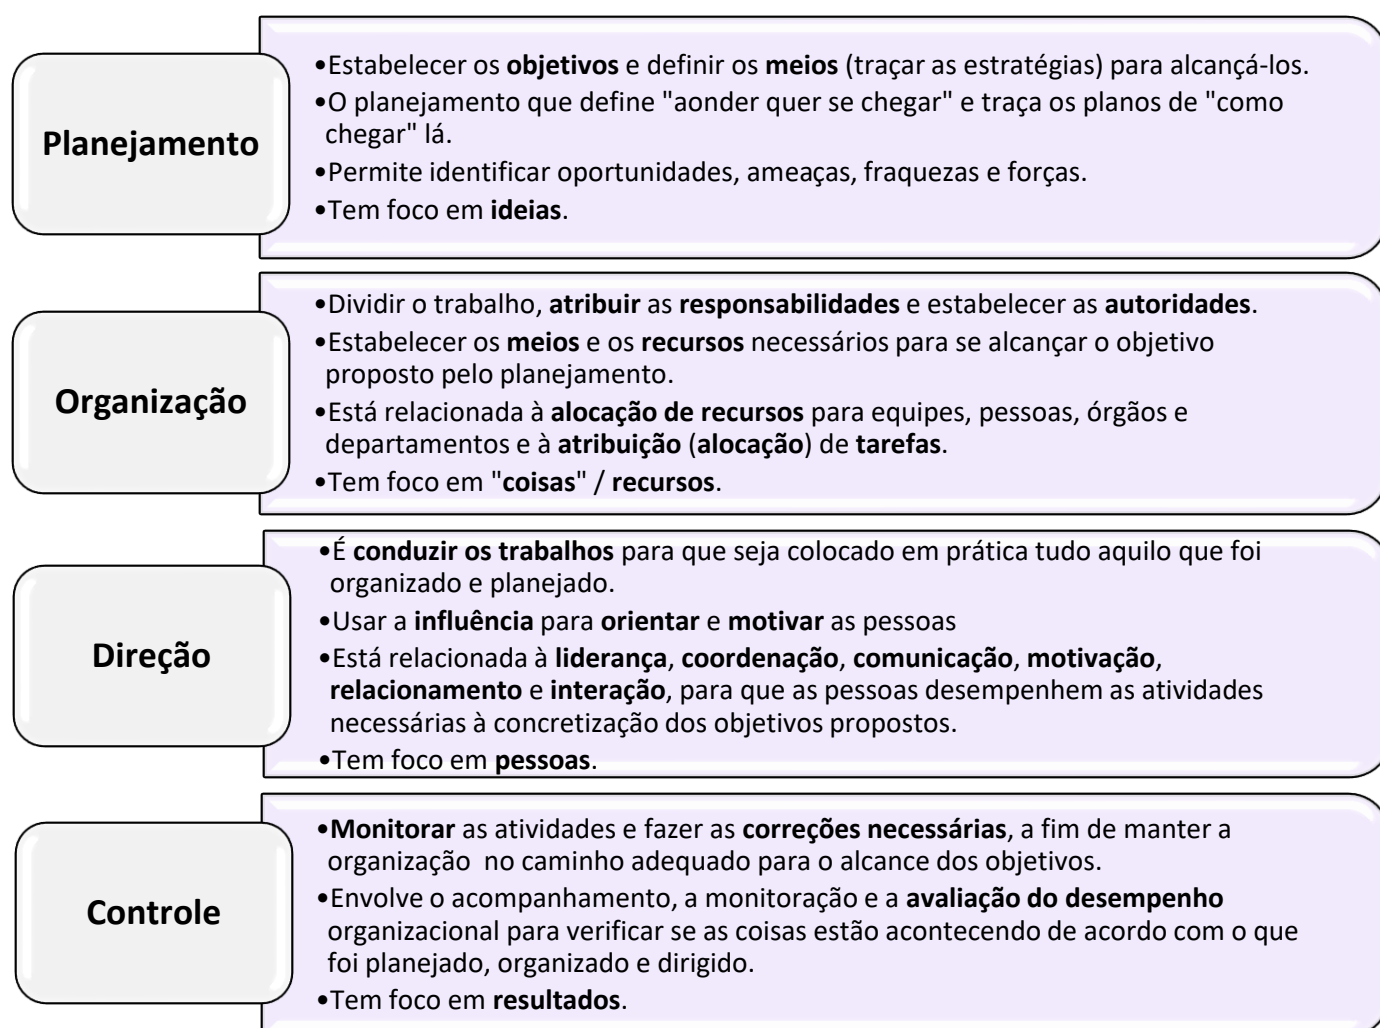 Planejamento
•Estabelecer os objetivos e definir os meios (traçar as estratégias) para alcançá-los.
•O planejamento que define "aonder quer se chegar" e traça os planos de "como
chegar" lá.
•Permite identificar oportunidades, ameaças, fraquezas e forças.
•Tem foco em ideias.
Organização
•Dividir o trabalho, atribuir as responsabilidades e estabelecer as autoridades.
•Estabelecer os meios e os recursos necessários para se alcançar o objetivo
proposto pelo planejamento.
•Está relacionada à alocação de recursos para equipes, pessoas, órgãos e
departamentos e à atribuição (alocação) de tarefas.
•Tem foco em "coisas" / recursos.
Direção
•É conduzir os trabalhos para que seja colocado em prática tudo aquilo que foi
organizado e planejado.
•Usar a influência para orientar e motivar as pessoas
•Está relacionada à liderança, coordenação, comunicação, motivação,
relacionamento e interação, para que as pessoas desempenhem as atividades
necessárias à concretização dos objetivos propostos.
•Tem foco em pessoas.
Controle
•Monitorar as atividades e fazer as correções necessárias, a fim de manter a
organização  no caminho adequado para o alcance dos objetivos.
•Envolve o acompanhamento, a monitoração e a avaliação do desempenho
organizacional para verificar se as coisas estão acontecendo de acordo com o que
foi planejado, organizado e dirigido.
•Tem foco em resultados.